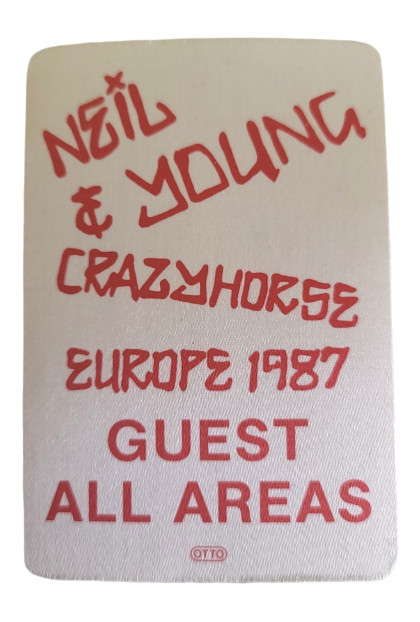 NEIL
& YOUNG
CRAZYHORSE
EUROPE 1987
GUEST
ALL AREAS
OTTO